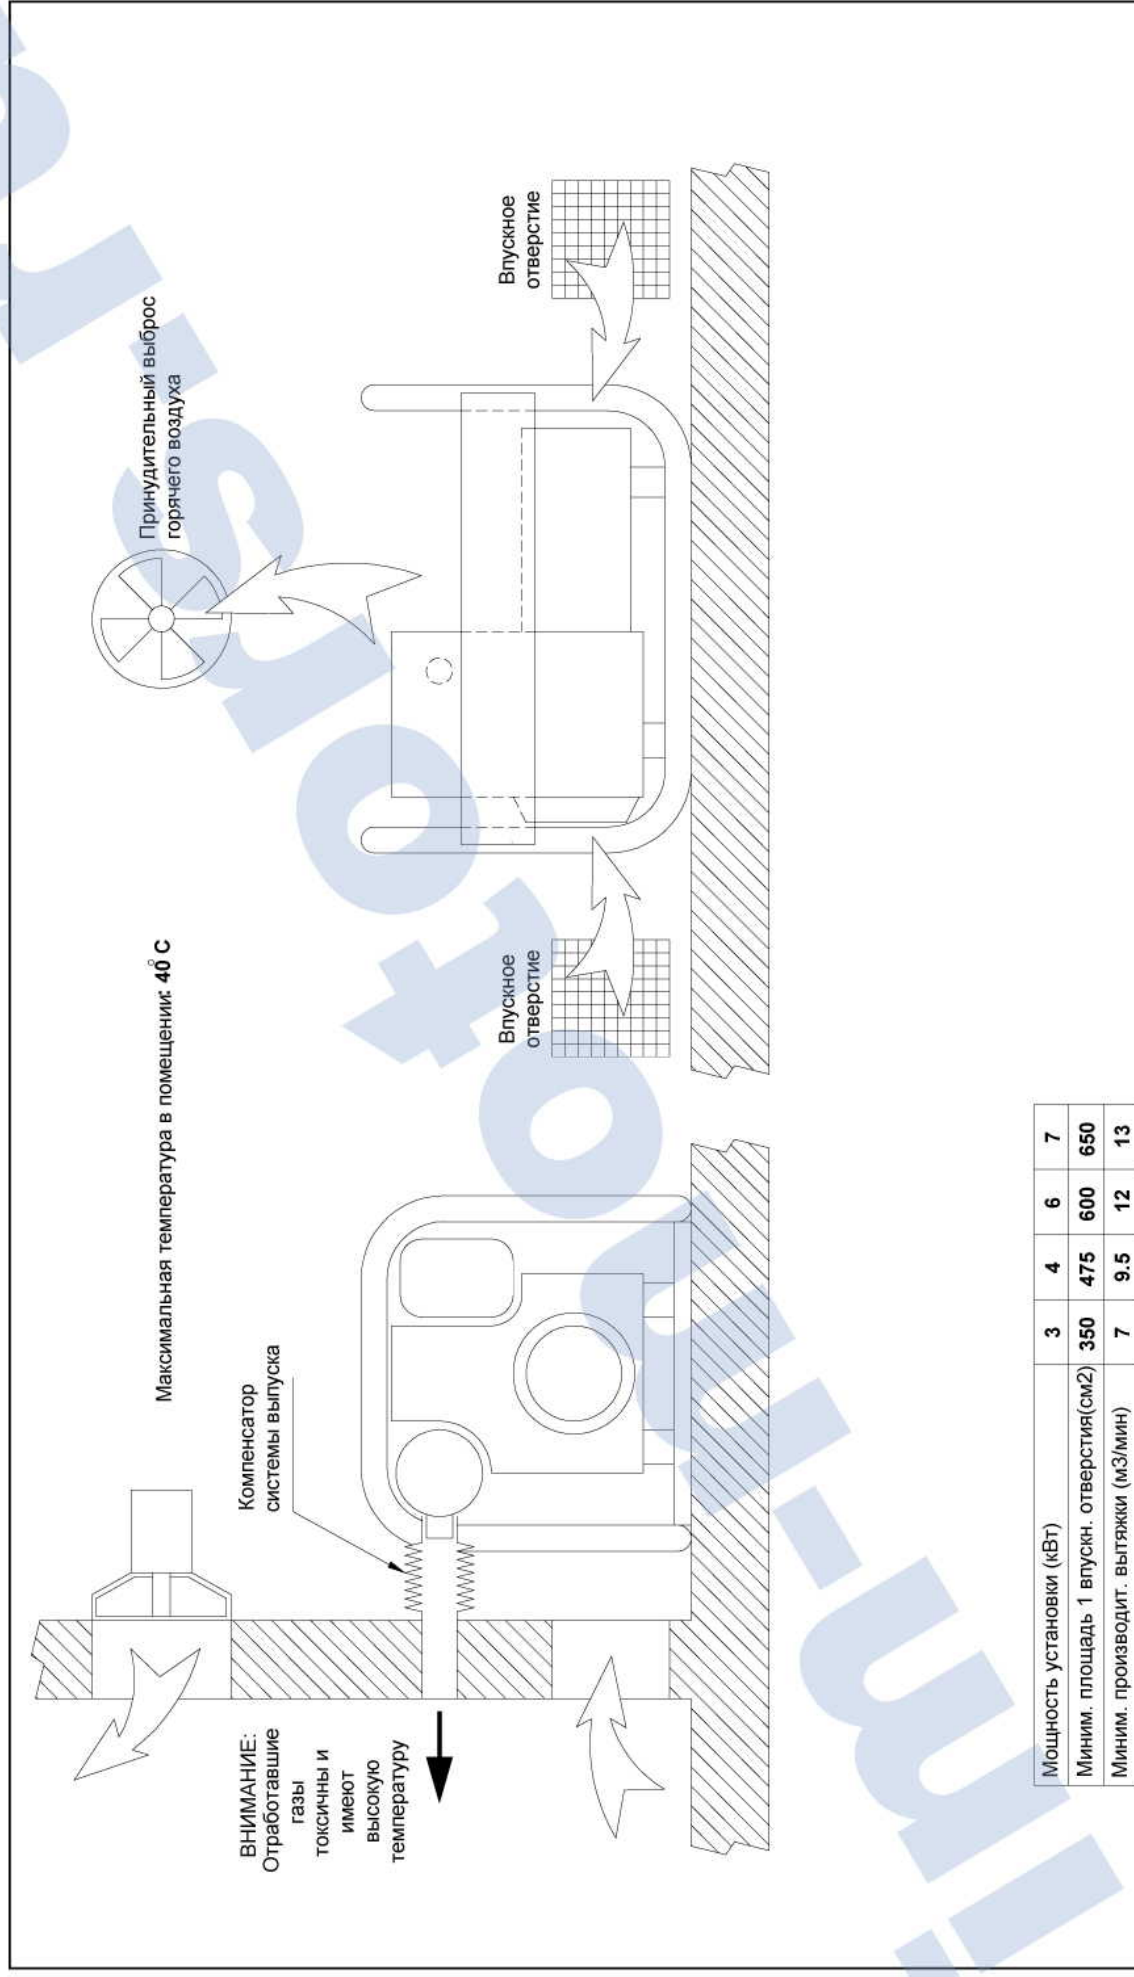 Принудительный выброс
горячего воздуха
Максимальная температура в помещении: 40° C
Компенсатор
системы выпуска
ВНИМАНИЕ:
Отработавшие
газы
токсичны и
имеют
высокую
температуру
Впускное
отверстие
Впускное
отверстие
Мощность установки (кВт) 3 4 6 7
Миним. площадь 1 впускн. отверстия(см2) 350 475 600 650
Миним. производит. вытяжки (м3/мин) 7 9.5 12 13